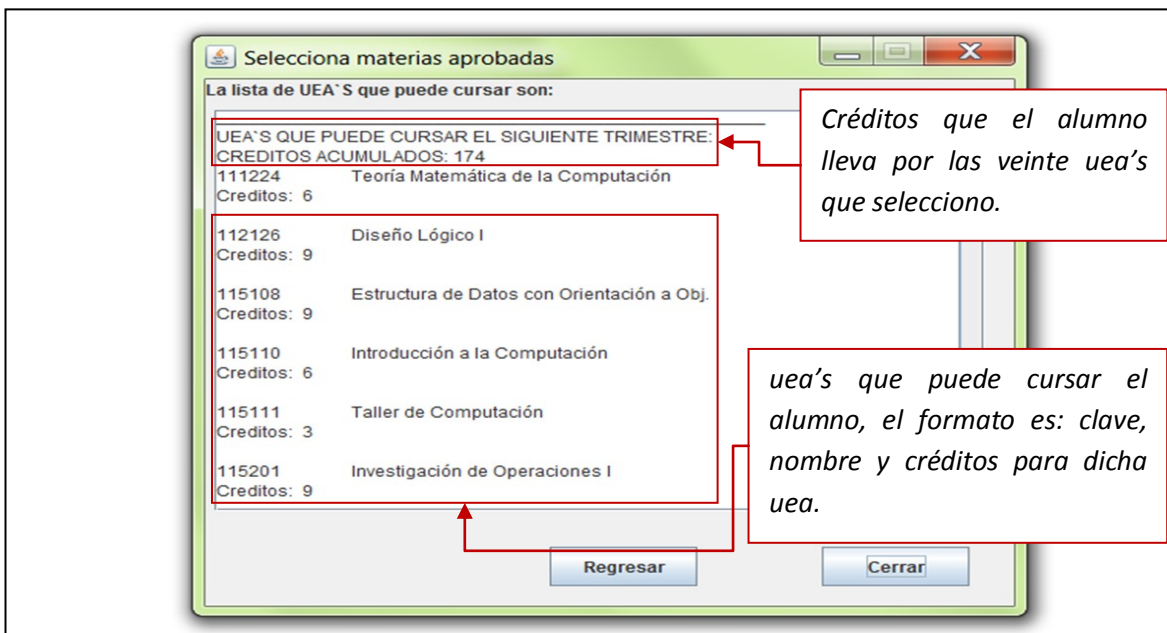 Selecciona materias aprobadas
La lista de UEA`S que puede cursar son:
UEA`S QUE PUEDE CURSAR EL SIGUIENTE TRIMESTRE:
CREDITOS ACUMULADOS: 174
111224 Teoría Matemática de la Computación
Creditos: 6
112126 Diseño Lógico I
Creditos: 9
115108 Estructura de Datos con Orientación a Obj.
Creditos: 9
115110 Introducción a la Computación
Creditos: 6
115111 Taller de Computación
Creditos: 3
115201 Investigación de Operaciones I
Creditos: 9
Créditos que el alumno
lleva por las veinte uea’s
que selecciono.
uea’s que puede cursar el
alumno, el formato es: clave,
nombre y créditos para dicha
uea.
Regresar
Cerrar